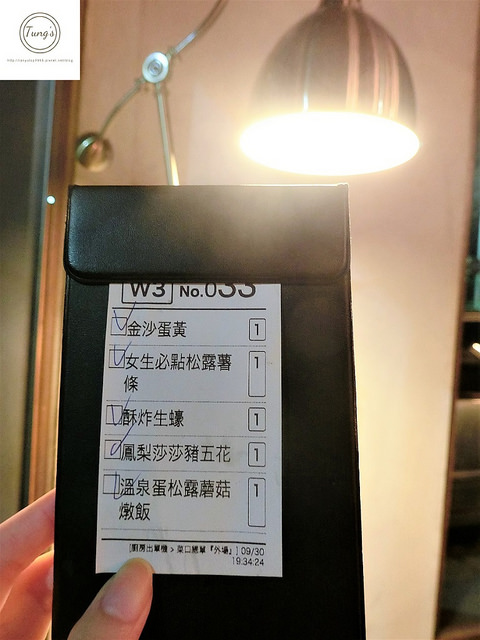 Tung's
W3 No.033
金沙蛋黃 1
女生必點松露薯 1
條
酥炸生蠔 1
鳳梨莎莎豬五花 1
溫泉蛋松露蘑菇 1
燉飯
[廚房出單機 > 菜口總單『外場』] 09/30
19:34:24